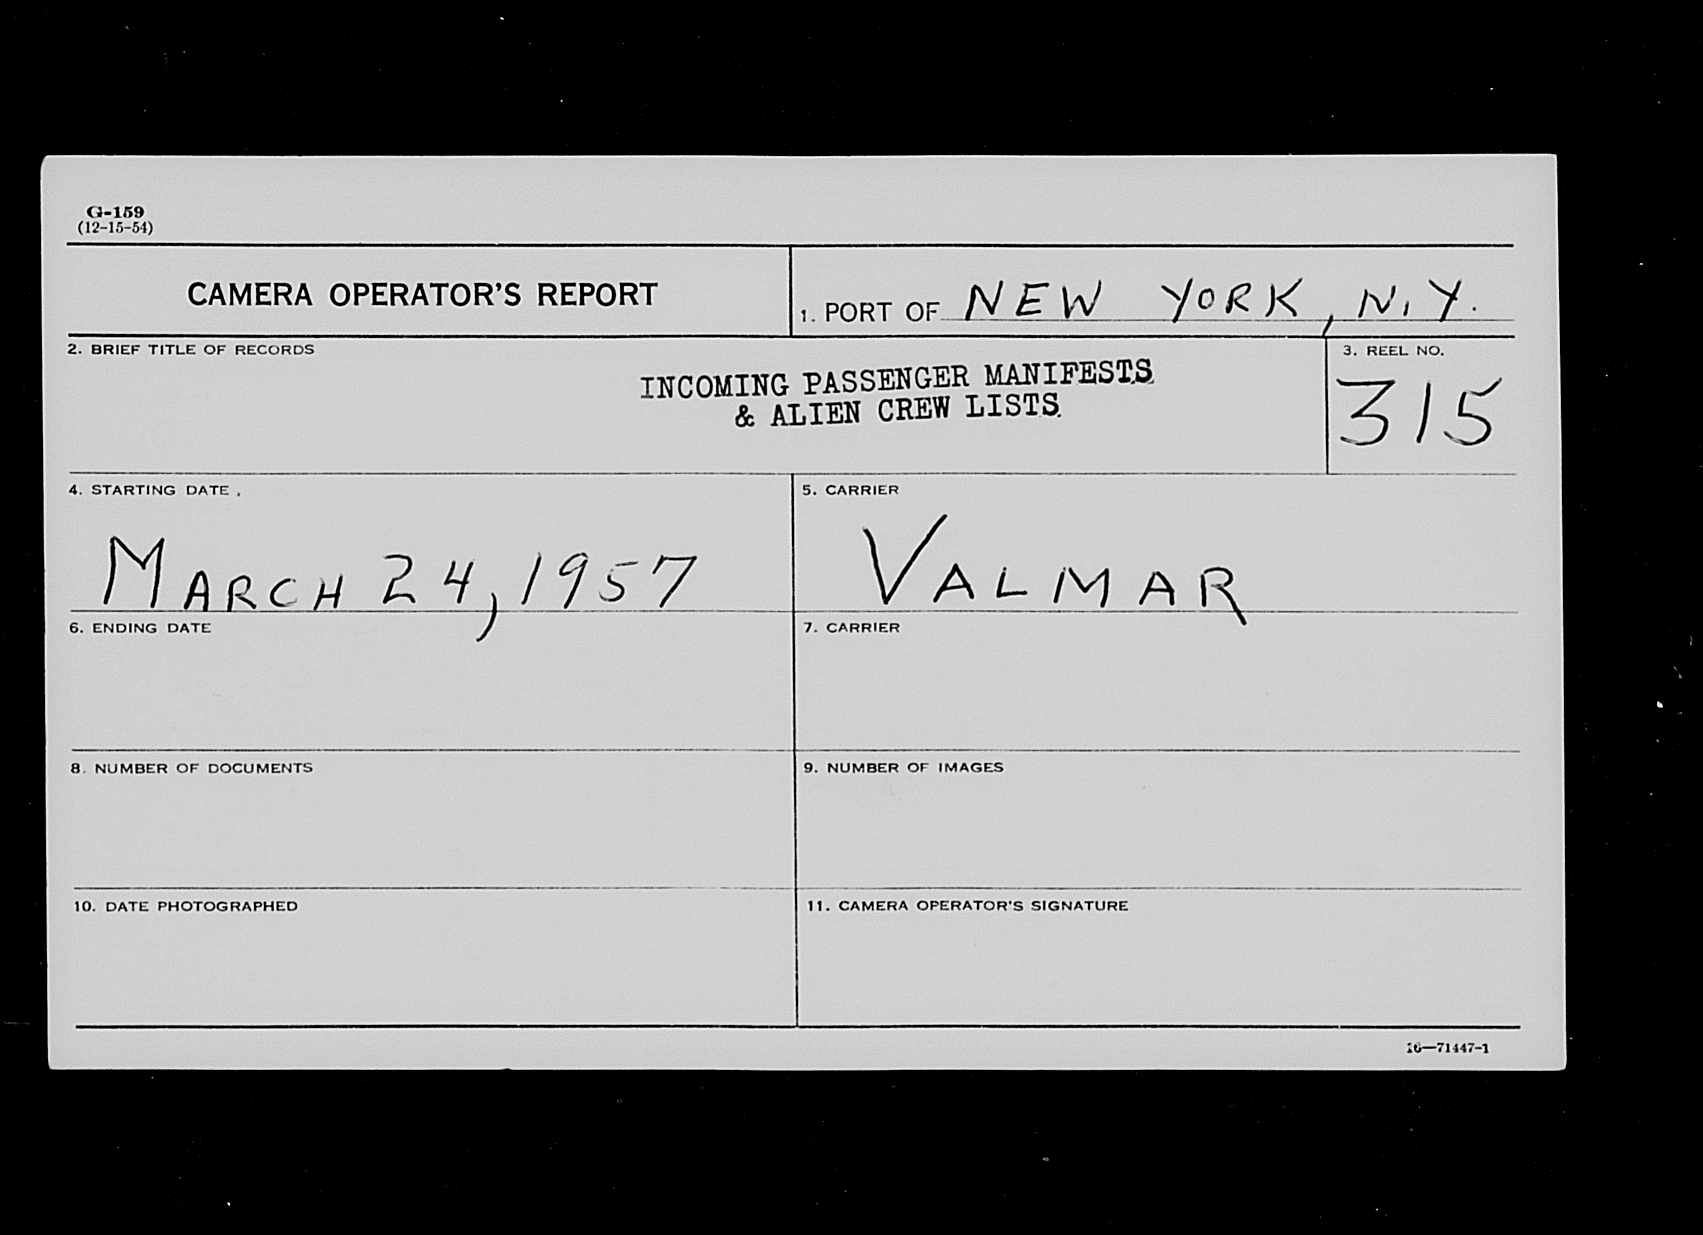 G-159
(12-15-54)
CAMERA OPERATOR'S REPORT
1. PORT OF NEW YORK, N.Y.
2. BRIEF TITLE OF RECORDS
INCOMING PASSENGER MANIFESTS
& ALIEN CREW LISTS.
3. REEL NO.
315
4. STARTING DATE
MARCH 24, 1957
5. CARRIER
VALMAR
6. ENDING DATE
7. CARRIER
8. NUMBER OF DOCUMENTS
9. NUMBER OF IMAGES
10. DATE PHOTOGRAPHED
11. CAMERA OPERATOR'S SIGNATURE
16—71447-1